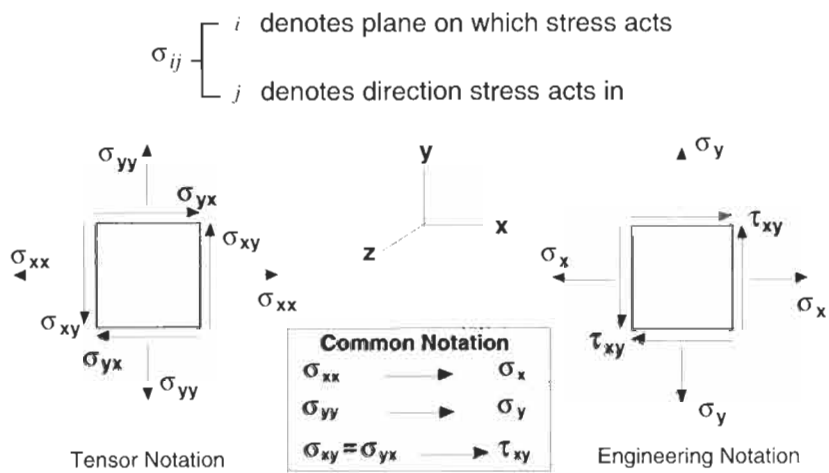 i denotes plane on which stress acts
σij
j denotes direction stress acts in
σyy
σyx
σxy
σxx
σxx
σxy
σyx
σyy
Tensor Notation
y
x
z
Common Notation
σxx → σx
σyy → σy
σxy = σyx → τxy
σy
τxy
σx
σx
τxy
σy
Engineering Notation